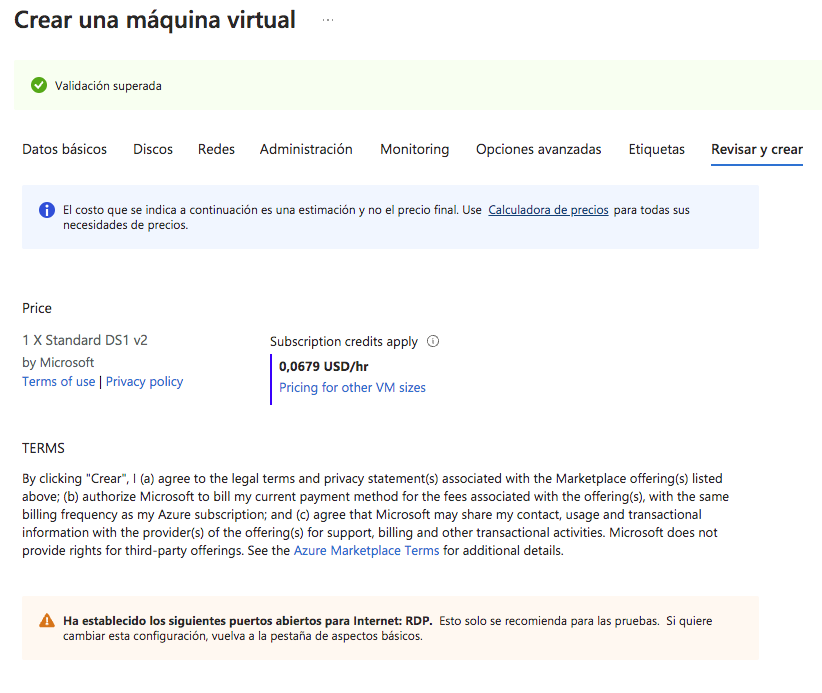 Crear una máquina virtual ...
Validación superada
Datos básicos Discos Redes Administración Monitoring Opciones avanzadas Etiquetas Revisar y crear
El costo que se indica a continuación es una estimación y no el precio final. Use Calculadora de precios para todas sus
necesidades de precios.
Price
1 X Standard DS1 v2
by Microsoft
Terms of use | Privacy policy
Subscription credits apply
0,0679 USD/hr
Pricing for other VM sizes
TERMS
By clicking "Crear", I (a) agree to the legal terms and privacy statement(s) associated with the Marketplace offering(s) listed
above; (b) authorize Microsoft to bill my current payment method for the fees associated with the offering(s), with the same
billing frequency as my Azure subscription; and (c) agree that Microsoft may share my contact, usage and transactional
information with the provider(s) of the offering(s) for support, billing and other transactional activities. Microsoft does not
provide rights for third-party offerings. See the Azure Marketplace Terms for additional details.
Ha establecido los siguientes puertos abiertos para Internet: RDP. Esto solo se recomienda para las pruebas. Si quiere
cambiar esta configuración, vuelva a la pestaña de aspectos básicos.